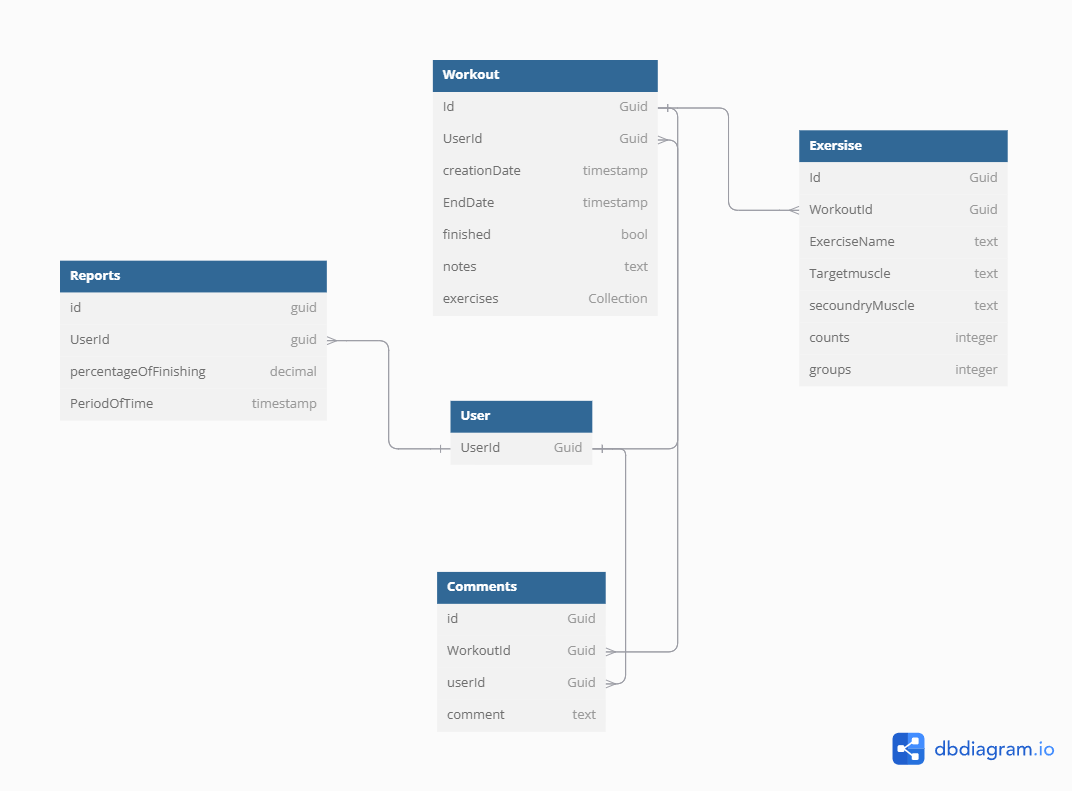 Workout
Id Guid
UserId Guid
creationDate timestamp
EndDate timestamp
finished bool
notes text
exercises Collection
Exersise
Id Guid
WorkoutId Guid
ExerciseName text
Targetmuscle text
secoundryMuscle text
counts integer
groups integer
Reports
id guid
UserId guid
percentageOfFinishing decimal
PeriodOfTime timestamp
User
UserId Guid
Comments
id Guid
WorkoutId Guid
userId Guid
comment text
dbdiagram.io